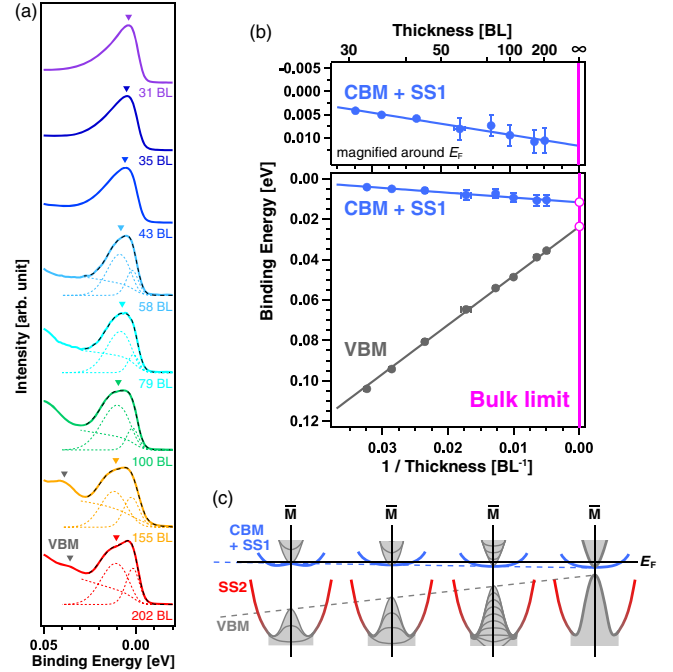 (a)
31 BL
35 BL
43 BL
58 BL
79 BL
100 BL
155 BL
VBM
202 BL
Intensity [arb. unit]
0.05
0.00
Binding Energy [eV]
(b)
Thickness [BL]
30
50
100
200
∞
-0.005
0.000
0.005
0.010
CBM + SS1
magnified around EF
0.00
0.02
0.04
0.06
0.08
0.10
0.12
CBM + SS1
VBM
Bulk limit
Binding Energy [eV]
0.03
0.02
0.01
0.00
1 / Thickness [BL-1]
(c)
M̅ M̅ M̅ M̅
CBM
+ SS1
EF
SS2
VBM